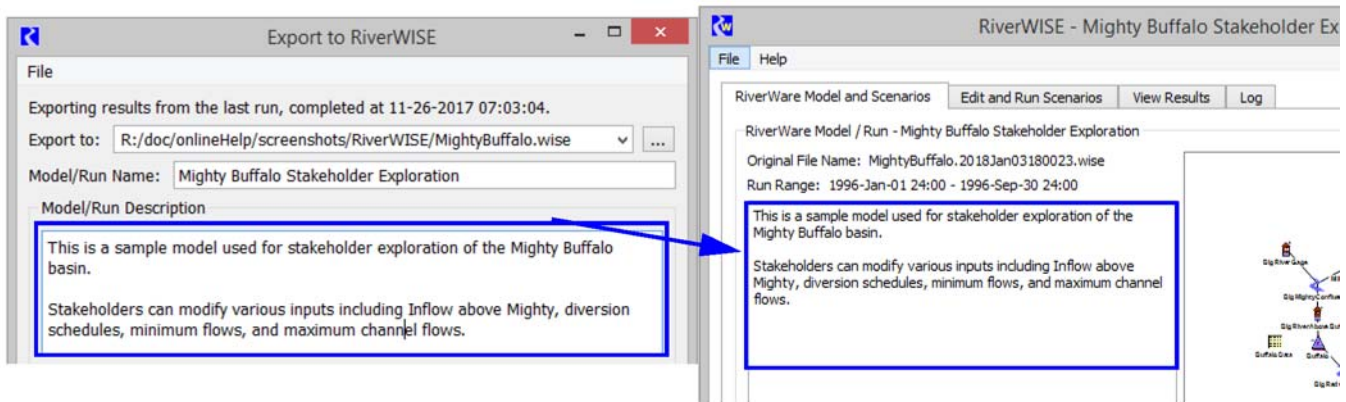 Export to RiverWISE
File
Exporting results from the last run, completed at 11-26-2017 07:03:04.
Export to: R:/doc/onlineHelp/screenshots/RiverWISE/MightyBuffalo.wise ...
Model/Run Name: Mighty Buffalo Stakeholder Exploration
Model/Run Description
This is a sample model used for stakeholder exploration of the Mighty Buffalo
basin.
Stakeholders can modify various inputs including Inflow above Mighty, diversion
schedules, minimum flows, and maximum channel flows.
RiverWISE - Mighty Buffalo Stakeholder Ex
File Help
RiverWare Model and Scenarios Edit and Run Scenarios View Results Log
RiverWare Model / Run - Mighty Buffalo Stakeholder Exploration
Original File Name: MightyBuffalo.2018Jan03180023.wise
Run Range: 1996-Jan-01 24:00 - 1996-Sep-30 24:00
This is a sample model used for stakeholder exploration of the
Mighty Buffalo basin.
Stakeholders can modify various inputs including Inflow above
Mighty, diversion schedules, minimum flows, and maximum channel
flows.
Buffalo Data
Buffalo